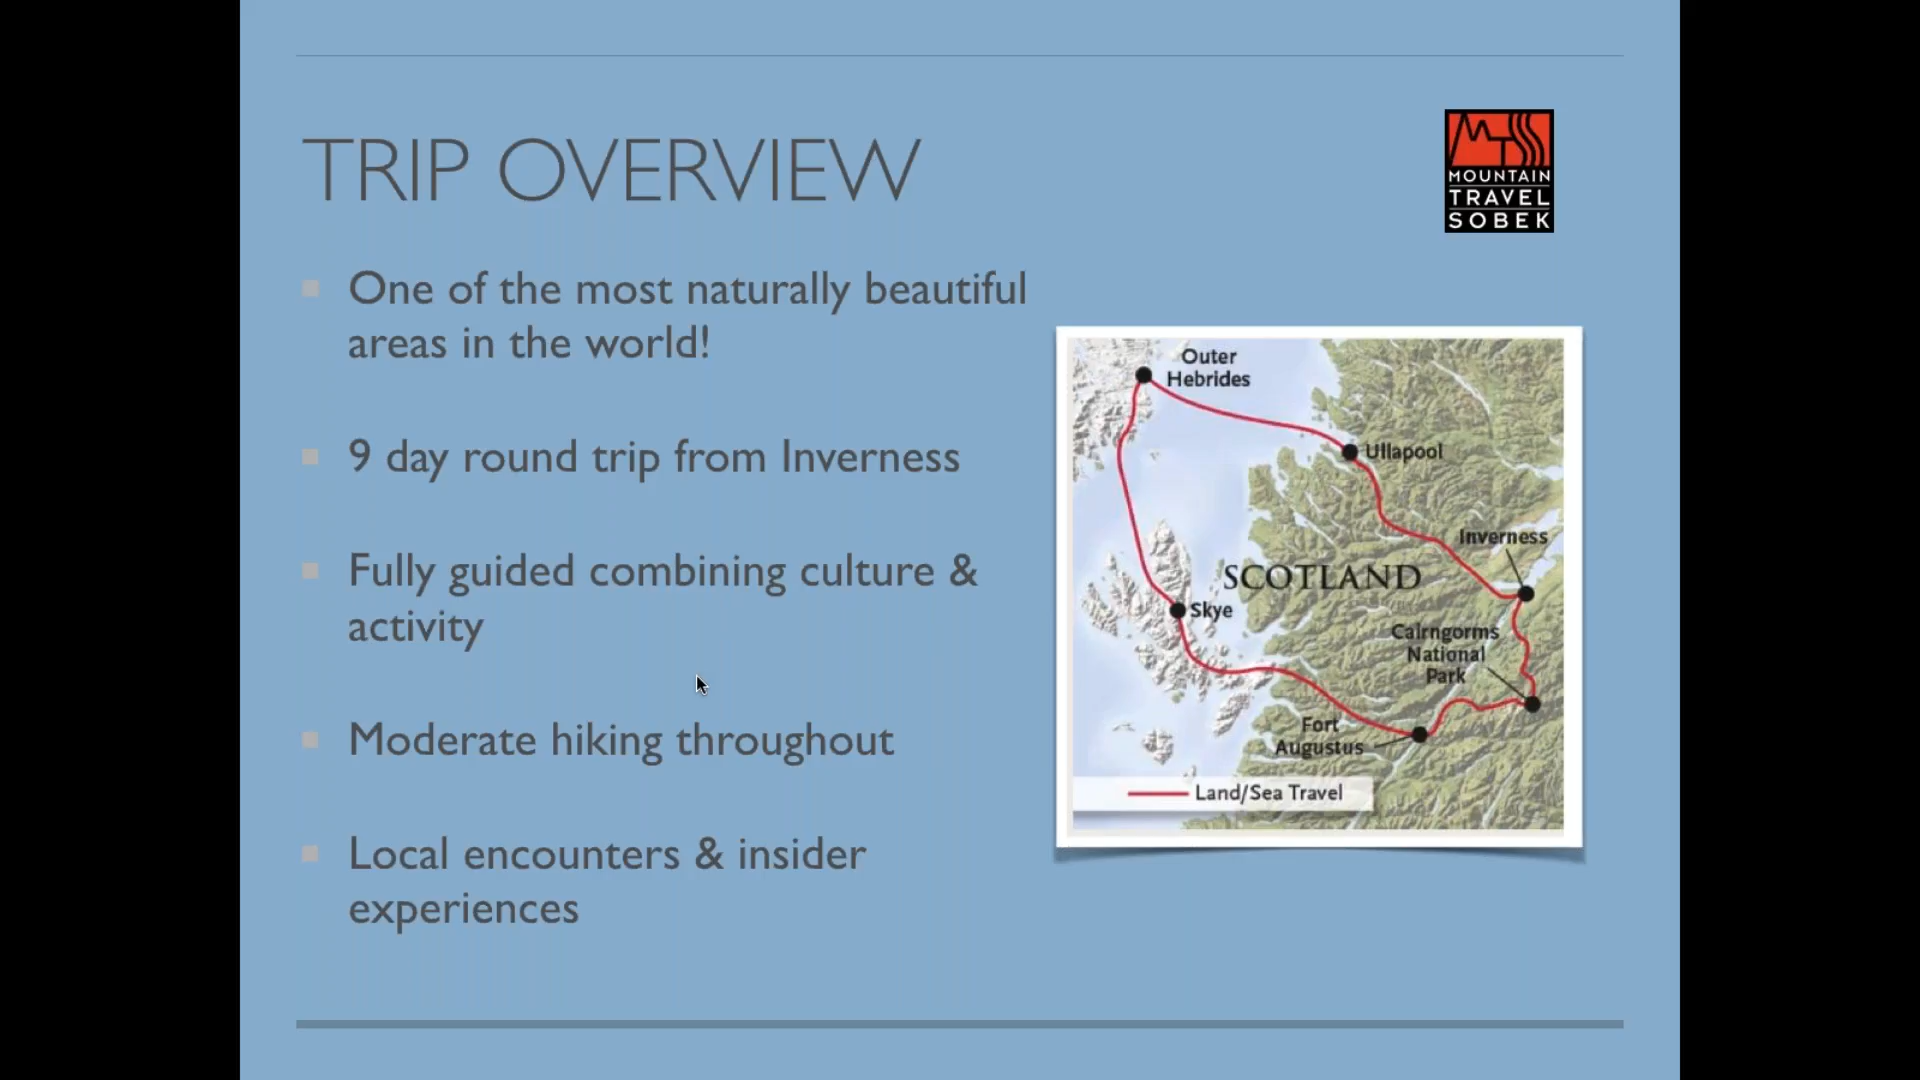 TRIP OVERVIEW
MOUNTAIN
TRAVEL
SOBEK
One of the most naturally beautiful
areas in the world!
9 day round trip from Inverness
Fully guided combining culture &
activity
Moderate hiking throughout
Local encounters & insider
experiences
Outer
Hebrides
Ullapool
Inverness
SCOTLAND
Skye
Cairngorms
National
Park
Fort
Augustus
Land/Sea Travel